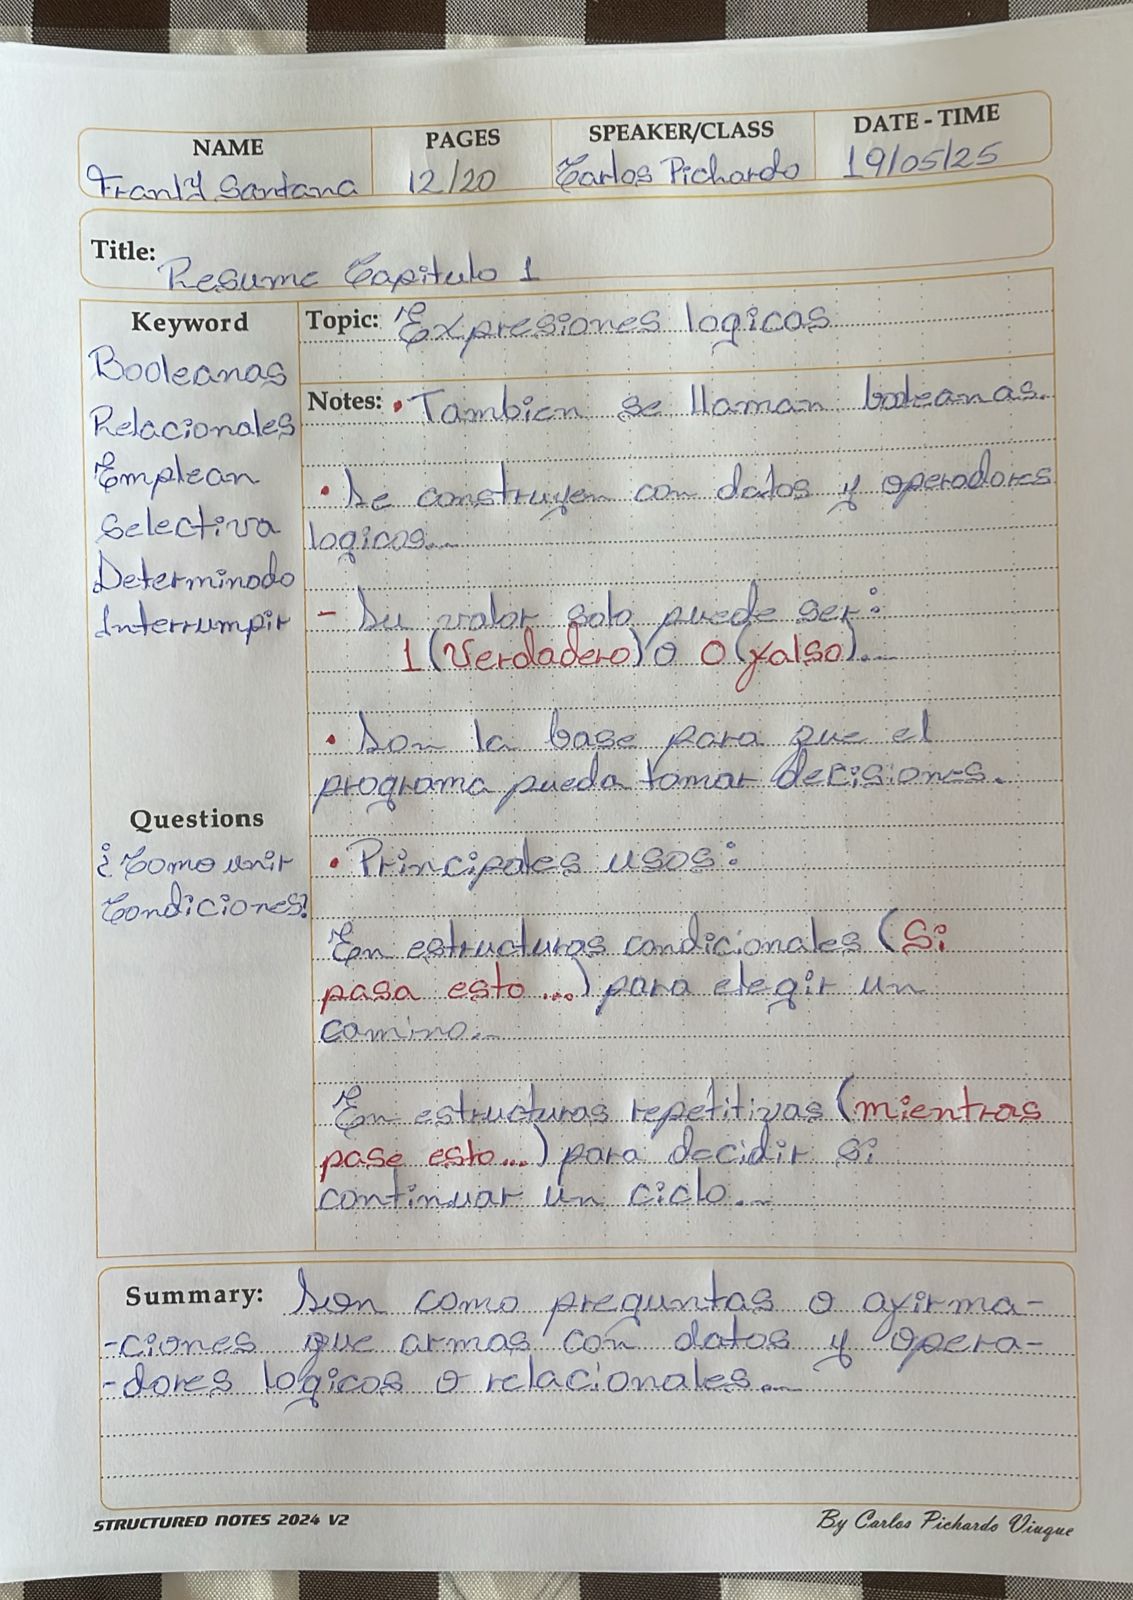 NAME PAGES SPEAKER/CLASS DATE - TIME
Franly Santana 12/20 Carlos Pichardo 19/05/25
Title: Resume Capitulo 1
Keyword
Booleanas
Relacionales
Emplean
Selectiva
Determinodo
Interrumpir
Questions
¿Como unir
Condiciones?
Topic: Expresiones logicas
Notes: • Tambien se llaman booleanas.
• Se construyen con datos y operadores
logicos...
- Su valor solo puede ser:
1 (Verdadero) o 0 (falso)...
• Son la base para que el
programa pueda tomar decisiones.
• Principales usos:
En estructuras condicionales (Si
pasa esto ...) para elegir un
camino...
En estructuras repetitivas (mientras
pase esto...) para decidir si
continuar un ciclo...
Summary: Son como preguntas o afirma-
-ciones que armas con datos y opera-
-dores logicos o relacionales...
STRUCTURED NOTES 2024 V2
By Carlos Pichardo Viuque